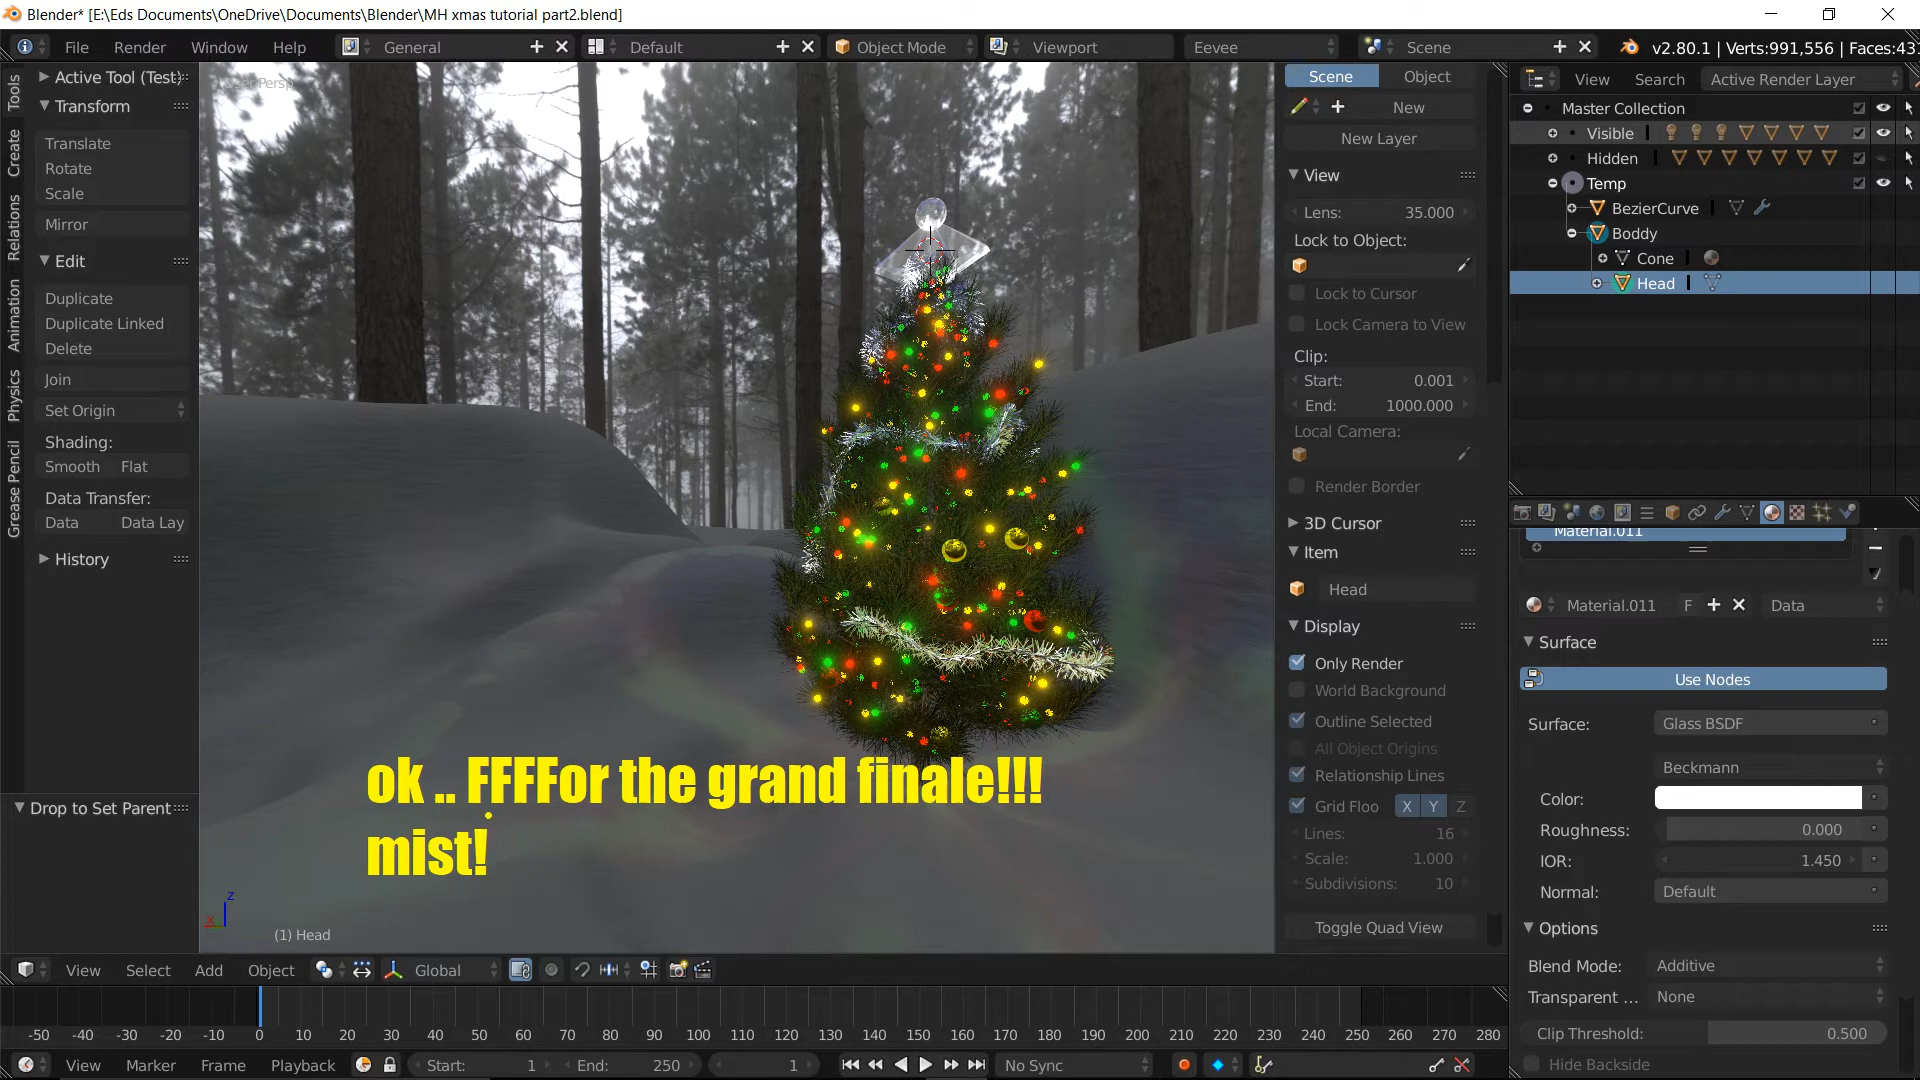 Blender* [E:\Eds Documents\OneDrive\Documents\Blender\MH xmas tutorial part2.blend]
File Render Window Help General Default Object Mode Viewport Eevee Scene v2.80.1 | Verts:991,556 | Faces:431
Tools
Create
Relations
Animation
Physics
Grease Pencil
Active Tool (Test)
Transform
Translate
Rotate
Scale
Mirror
Edit
Duplicate
Duplicate Linked
Delete
Join
Set Origin
Shading:
Smooth Flat
Data Transfer:
Data Data Lay
History
Drop to Set Parent
User Persp
ok .. FFFFor the grand finale!!!
mist!
z
x
(1) Head
Scene Object
New
New Layer
View
Lens: 35.000
Lock to Object:
Lock to Cursor
Lock Camera to View
Clip:
Start: 0.001
End: 1000.000
Local Camera:
Render Border
3D Cursor
Item
Head
Display
Only Render
World Background
Outline Selected
All Object Origins
Relationship Lines
Grid Floo X Y Z
Lines: 16
Scale: 1.000
Subdivisions: 10
Toggle Quad View
View Search Active Render Layer
Master Collection
Visible
Hidden
Temp
BezierCurve
Boddy
Cone
Head
Material.011
Material.011 F Data
Surface
Use Nodes
Surface: Glass BSDF
Beckmann
Color:
Roughness: 0.000
IOR: 1.450
Normal: Default
Options
Blend Mode: Additive
Transparent ... None
Clip Threshold: 0.500
Hide Backside
View Select Add Object Global
-50 -40 -30 -20 -10 0 10 20 30 40 50 60 70 80 90 100 110 120 130 140 150 160 170 180 190 200 210 220 230 240 250 260 270 280
View Marker Frame Playback Start: 1 End: 250 1 No Sync